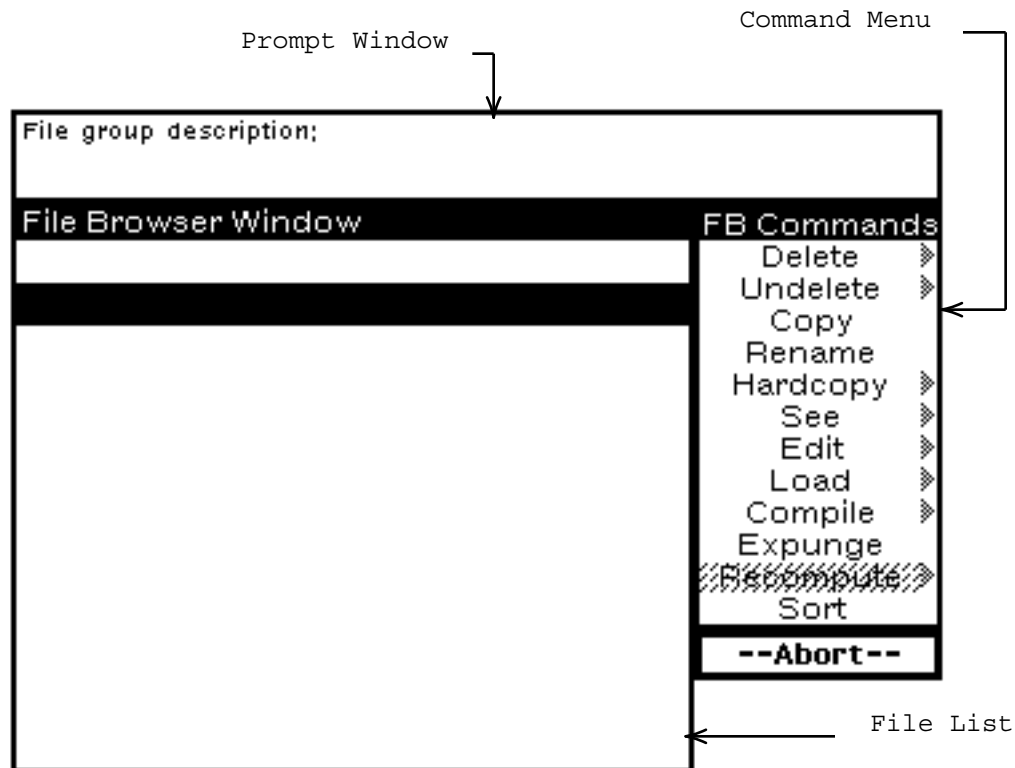 Command Menu
Prompt Window
File group description:
File Browser Window
FB Commands
Delete
Undelete
Copy
Rename
Hardcopy
See
Edit
Load
Compile
Expunge
Recompute
Sort
--Abort--
File List